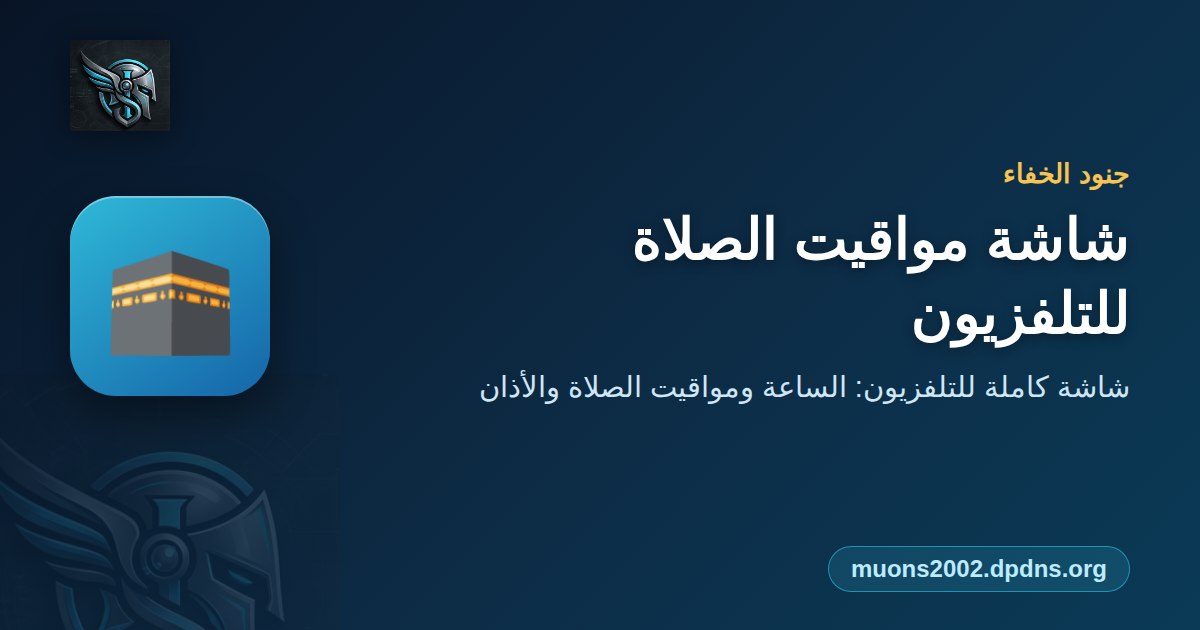 جنود الخفاء
شاشة مواقيت الصلاة
للتلفزيون
شاشة كاملة للتلفزيون: الساعة ومواقيت الصلاة والأذان
muons2002.dpdns.org